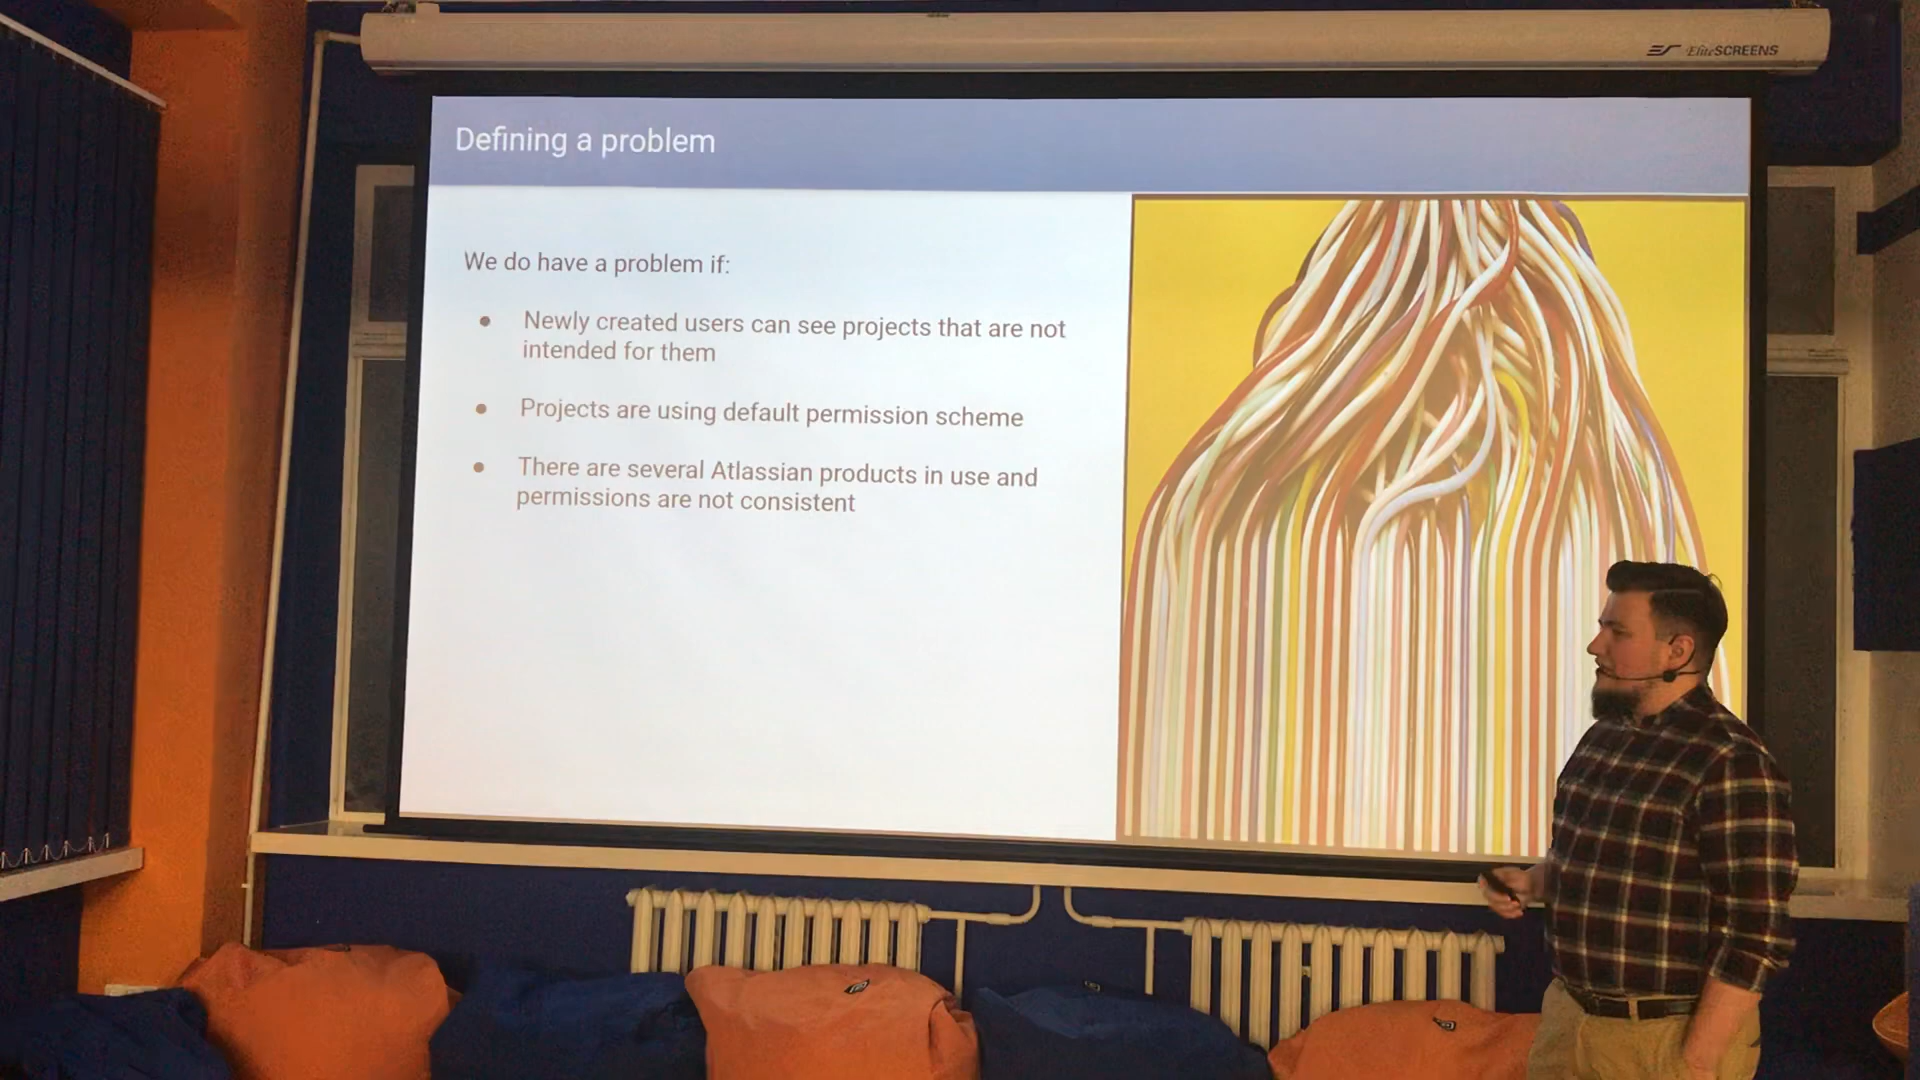 EliteSCREENS
Defining a problem
We do have a problem if:
● Newly created users can see projects that are not
intended for them
● Projects are using default permission scheme
● There are several Atlassian products in use and
permissions are not consistent